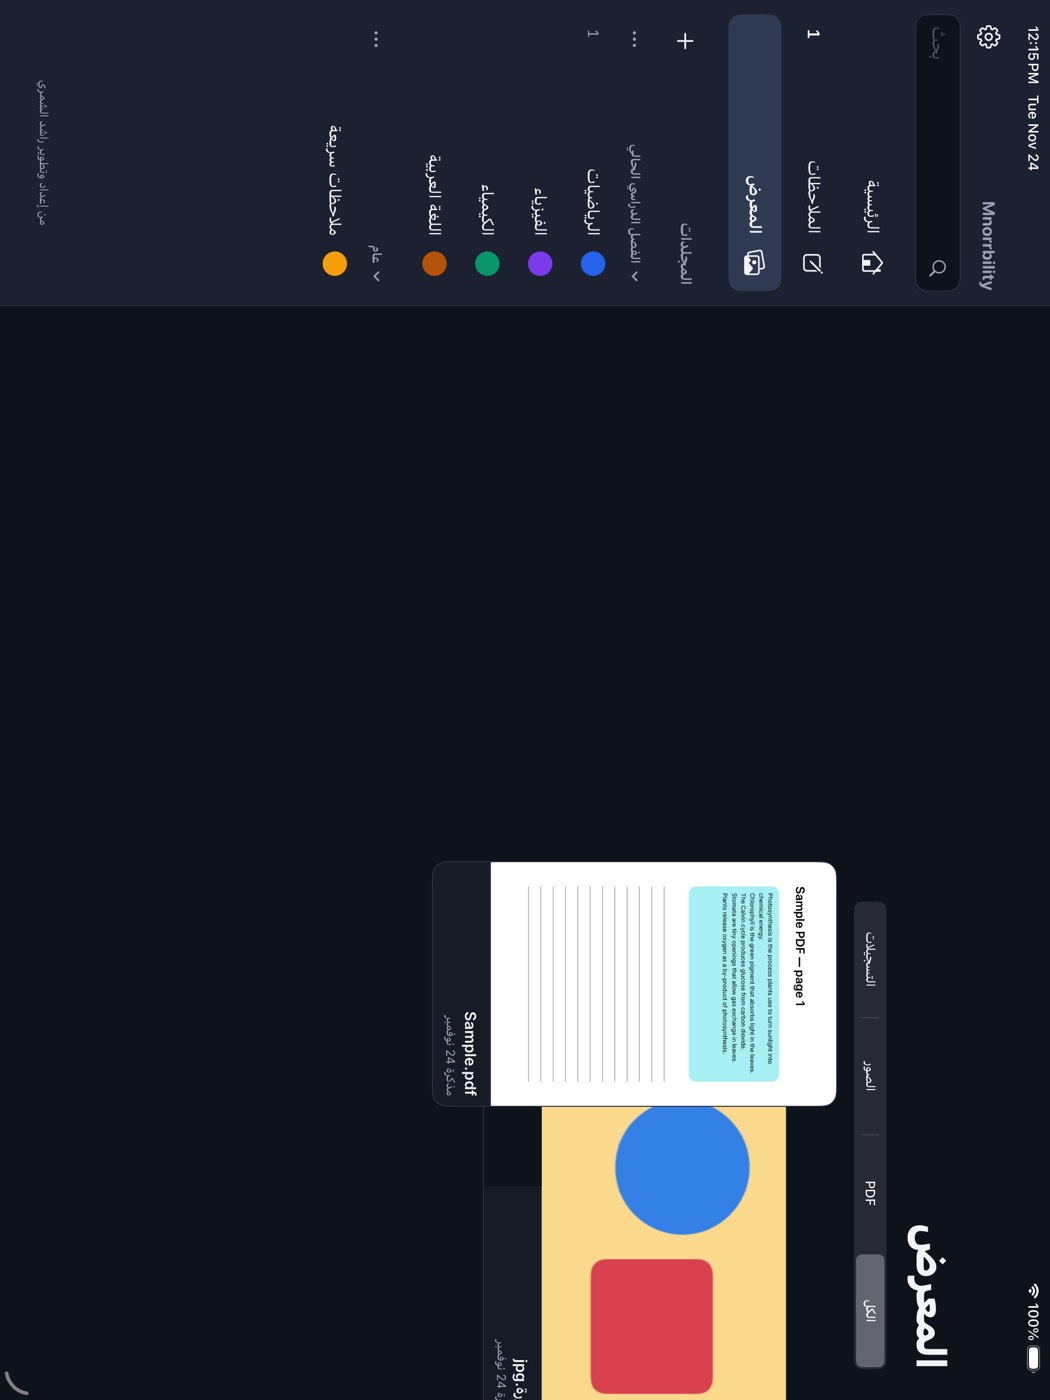 12:15 PM Tue Nov 24
100%
Mnorrbility
بحث
الرئيسية
الملاحظات
1
المعرض
المجلدات
الفصل الدراسي الحالي
الرياضيات
1
الفيزياء
الكيمياء
اللغة العربية
عام
ملاحظات سريعة
من إعداد وتطوير راشد الشمري
المعرض
الكل
PDF
الصور
التسجيلات
Sample PDF — page 1
Photosynthesis is the process plants use to turn sunlight into
chemical energy.
Chlorophyll is the green pigment that absorbs light in the leaves.
The Calvin cycle produces glucose from carbon dioxide.
Stomata are tiny openings that allow gas exchange in leaves.
Plants release oxygen as a by-product of photosynthesis.
Sample.pdf
مذكرة 24 نوفمبر
.jpg
24 نوفمبر